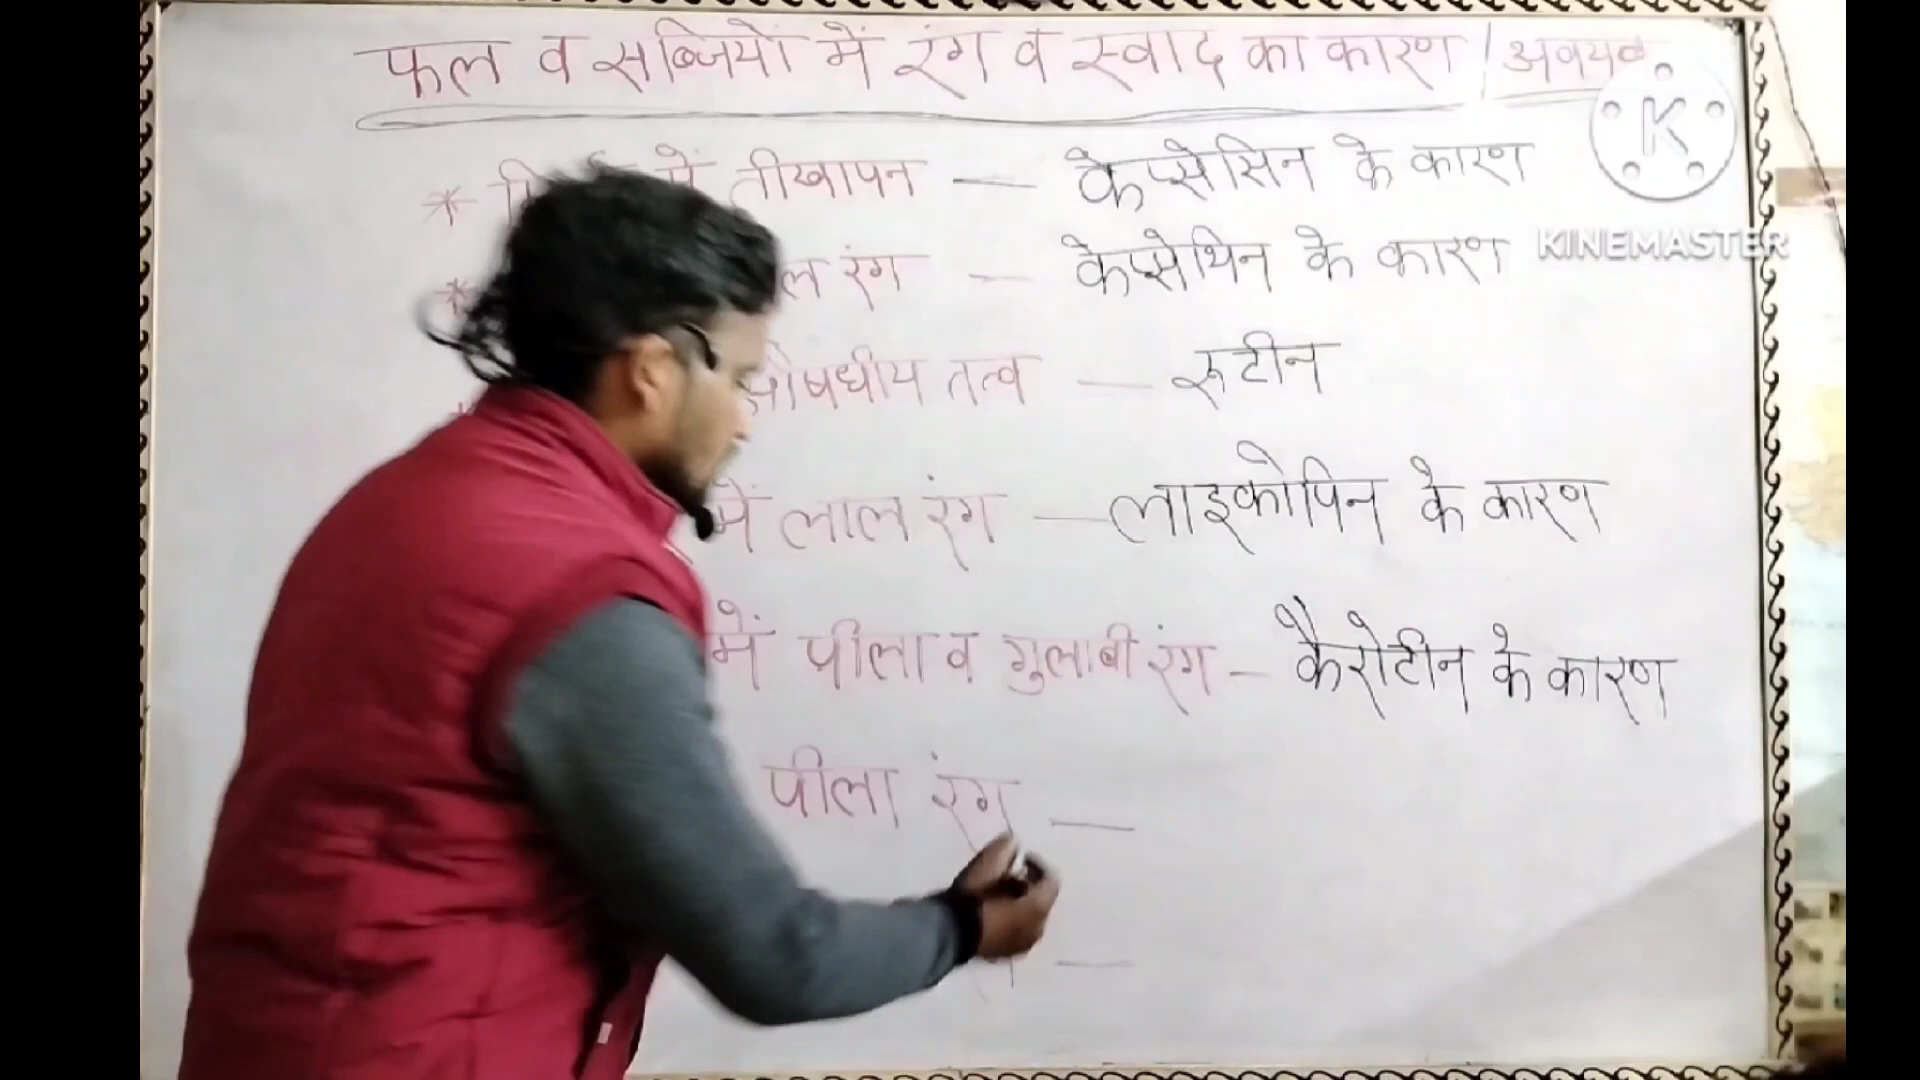 फल व सब्जियों में रंग व स्वाद का कारण / अवयव
* में तीखापन — केप्सेसिन के कारण
* रंग — केप्सेथिन के कारण
औषधीय तत्व — रूटीन
में लाल रंग — लाइकोपिन के कारण
में पीला व गुलाबी रंग – कैरोटीन के कारण
पीला रंग —
—
K
KINEMASTER